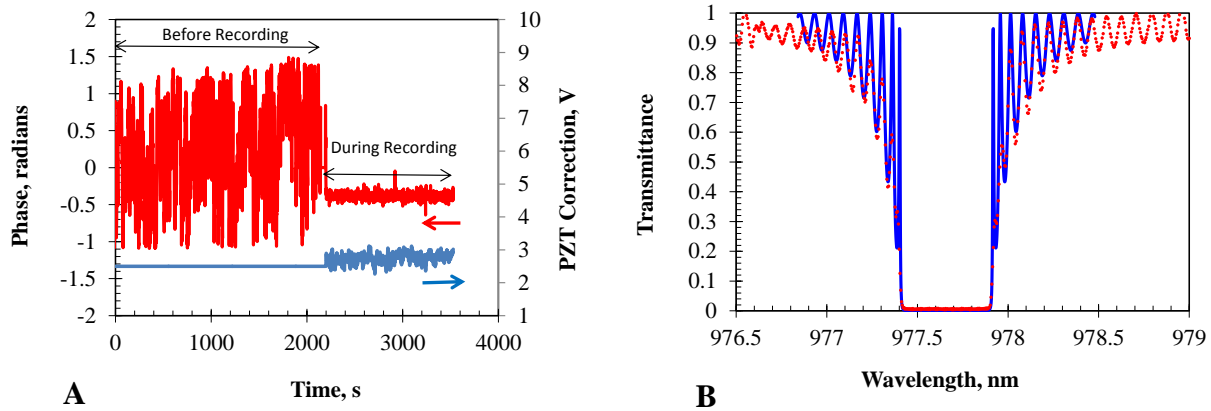 2
1.5
1
0.5
0
-0.5
-1
-1.5
-2
Phase, radians
Before Recording
During Recording
10
9
8
7
6
5
4
3
2
1
PZT Correction, V
0 1000 2000 3000 4000
Time, s
A
1
0.9
0.8
0.7
0.6
0.5
0.4
0.3
0.2
0.1
0
Transmittance
976.5 977 977.5 978 978.5 979
Wavelength, nm
B